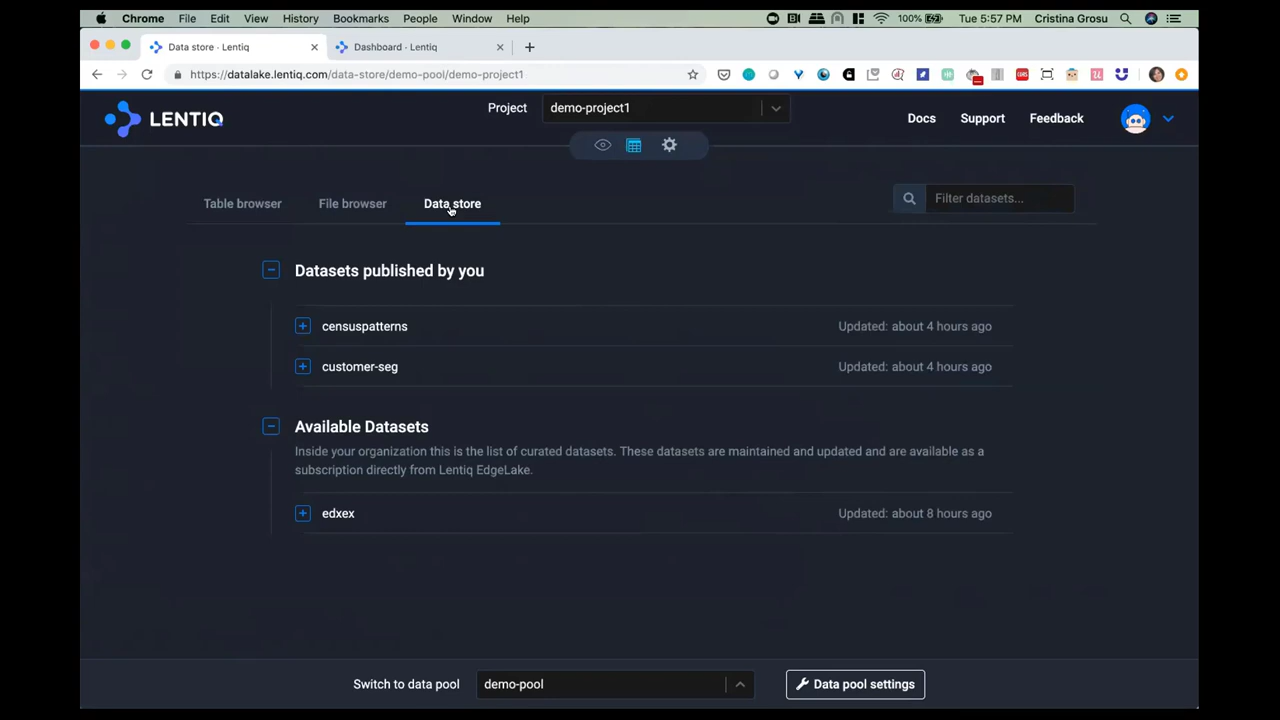 Chrome File Edit View History Bookmarks People Window Help 100% Tue 5:57 PM Cristina Grosu
Data store · Lentiq Dashboard · Lentiq
https://datalake.lentiq.com/data-store/demo-pool/demo-project1
LENTIQ Project demo-project1 Docs Support Feedback
Table browser File browser Data store Filter datasets...
Datasets published by you
censuspatterns Updated: about 4 hours ago
customer-seg Updated: about 4 hours ago
Available Datasets
Inside your organization this is the list of curated datasets. These datasets are maintained and updated and are available as a
subscription directly from Lentiq EdgeLake.
edxex Updated: about 8 hours ago
Switch to data pool demo-pool Data pool settings